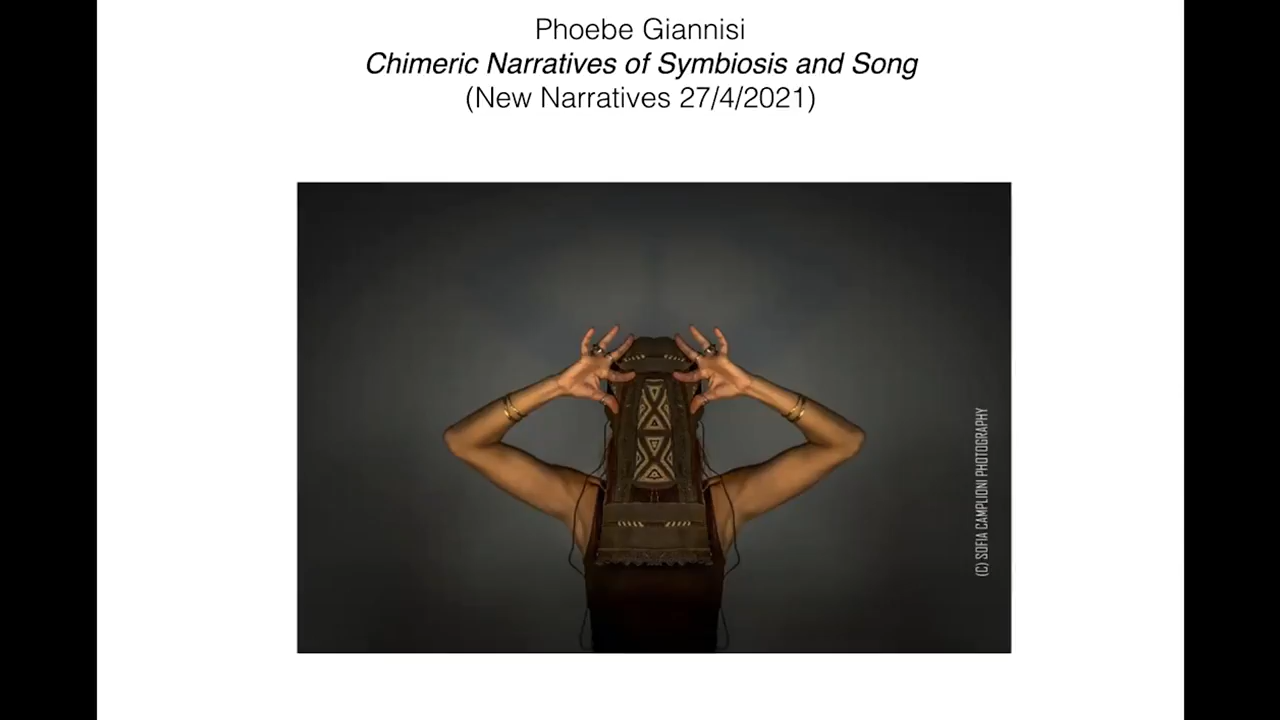 Phoebe Giannisi
Chimeric Narratives of Symbiosis and Song
(New Narratives 27/4/2021)
(C) SOFIA CAMPLIONI PHOTOGRAPHY